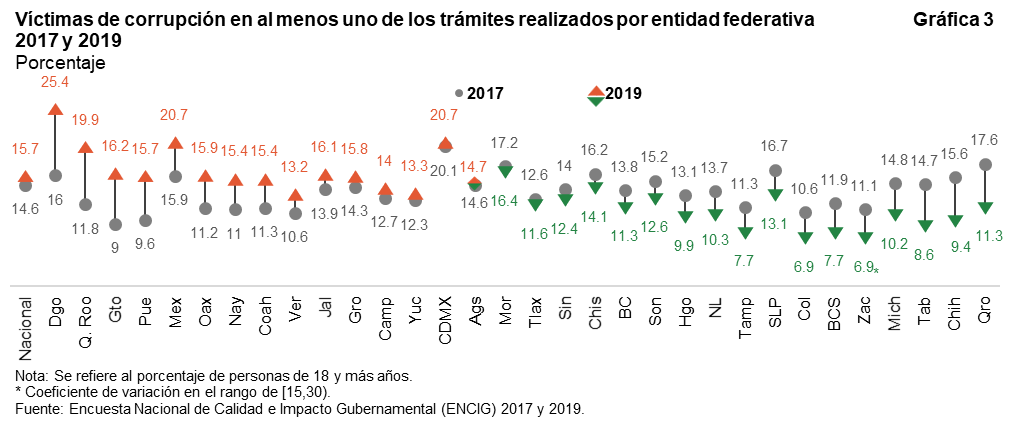 Víctimas de corrupción en al menos uno de los trámites realizados por entidad federativa Gráfica 3
2017 y 2019
Porcentaje
2017 2019
15.7 25.4 19.9 16.2 15.7 20.7 15.9 15.4 15.4 13.2 16.1 15.8 14 13.3 20.7 14.7 17.2 12.6 14 16.2 13.8 15.2 13.1 13.7 11.3 16.7 10.6 11.9 11.1 14.8 14.7 15.6 17.6
14.6 16 11.8 9 9.6 15.9 11.2 11 11.3 10.6 13.9 14.3 12.7 12.3 20.1 14.6 16.4 11.6 12.4 14.1 11.3 12.6 9.9 10.3 7.7 13.1 6.9 7.7 6.9* 10.2 8.6 9.4 11.3
Nacional Dgo Q. Roo Gto Pue Mex Oax Nay Coah Ver Jal Gro Camp Yuc CDMX Ags Mor Tlax Sin Chis BC Son Hgo NL Tamp SLP Col BCS Zac Mich Tab Chih Qro
Nota: Se refiere al porcentaje de personas de 18 y más años.
* Coeficiente de variación en el rango de [15,30).
Fuente: Encuesta Nacional de Calidad e Impacto Gubernamental (ENCIG) 2017 y 2019.